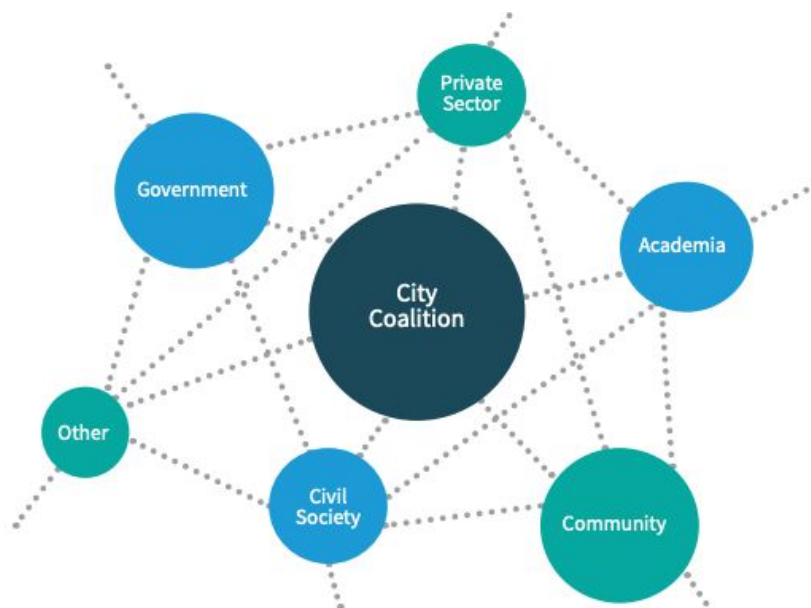 Private
Sector
Government
Academia
City
Coalition
Other
Civil
Society
Community